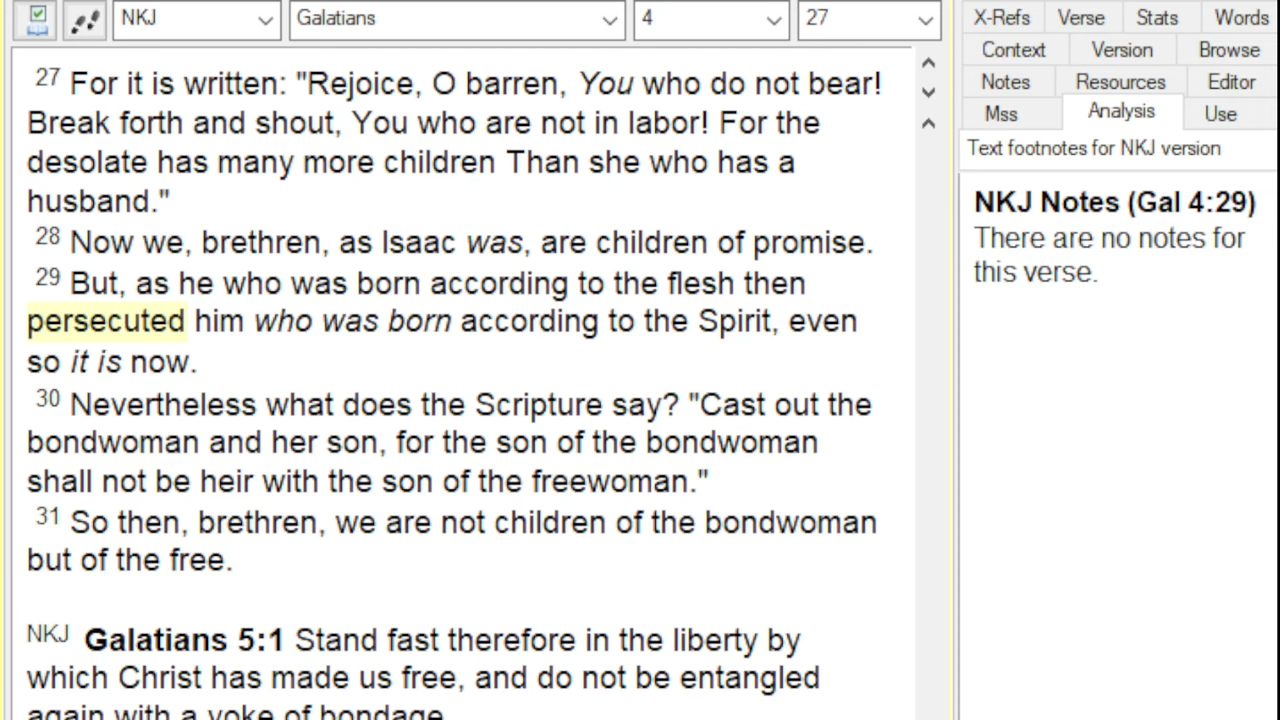 NKJ Galatians 4 27
27 For it is written: "Rejoice, O barren, You who do not bear!
Break forth and shout, You who are not in labor! For the
desolate has many more children Than she who has a
husband."
28 Now we, brethren, as Isaac was, are children of promise.
29 But, as he who was born according to the flesh then
persecuted him who was born according to the Spirit, even
so it is now.
30 Nevertheless what does the Scripture say? "Cast out the
bondwoman and her son, for the son of the bondwoman
shall not be heir with the son of the freewoman."
31 So then, brethren, we are not children of the bondwoman
but of the free.
NKJ Galatians 5:1 Stand fast therefore in the liberty by
which Christ has made us free, and do not be entangled
again with a yoke of bondage.
X-Refs Verse Stats Words
Context Version Browse
Notes Resources Editor
Mss Analysis Use
Text footnotes for NKJ version
NKJ Notes (Gal 4:29)
There are no notes for
this verse.